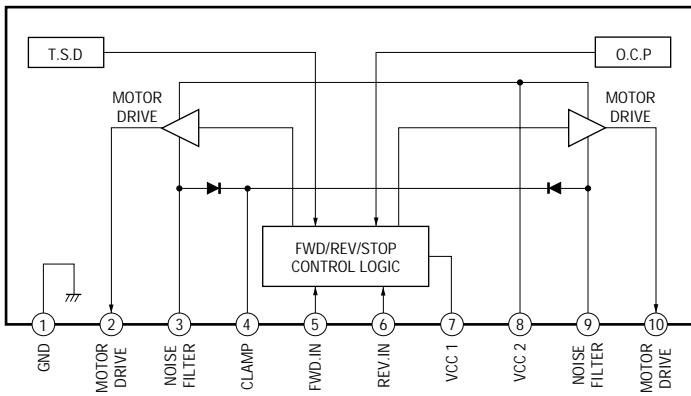 T.S.D
O.C.P
MOTOR
DRIVE
MOTOR
DRIVE
FWD/REV/STOP
CONTROL LOGIC
1
2
3
4
5
6
7
8
9
10
GND
MOTOR
DRIVE
NOISE
FILTER
CLAMP
FWD.IN
REV.IN
VCC 1
VCC 2
NOISE
FILTER
MOTOR
DRIVE